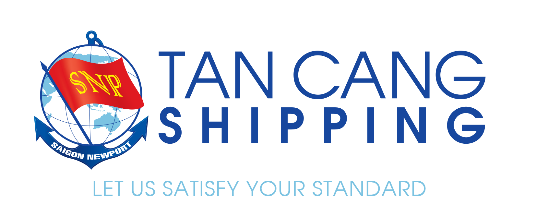 SNP
SAIGON NEWPORT
TAN CANG
SHIPPING
LET US SATISFY YOUR STANDARD